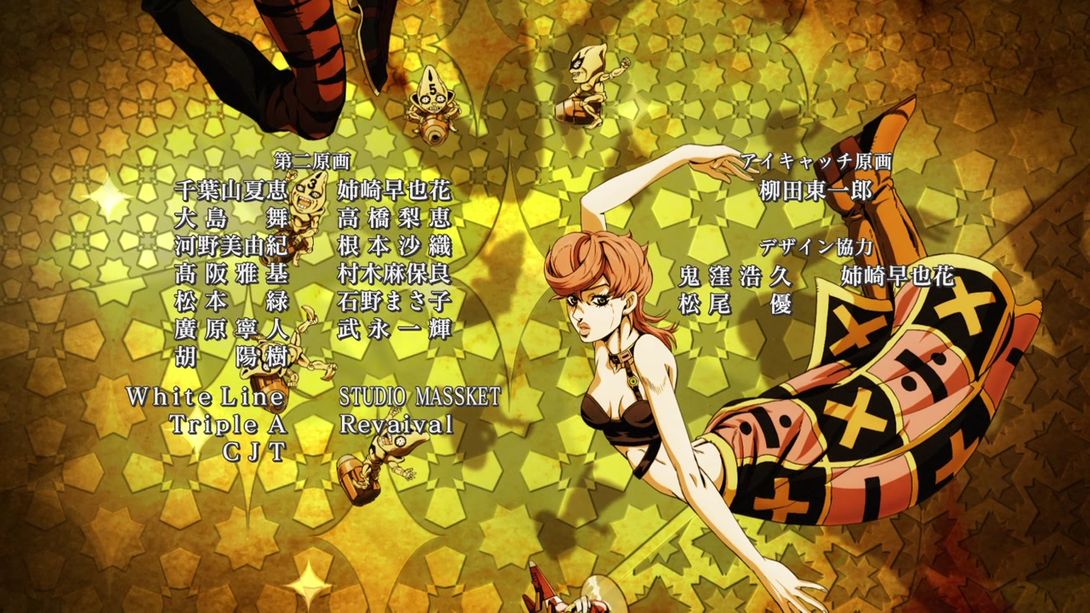 第二原画
千葉山夏恵 姉崎早也花
大島 舞 高橋梨恵
河野美由紀 根本沙織
髙阪雅基 村木麻保良
松本 緑 石野まさ子
廣原寧人 武永一輝
胡 陽樹
White Line STUDIO MASSKET
Triple A Revaival
CJT
アイキャッチ原画
柳田東一郎
デザイン協力
鬼窪浩久 姉崎早也花
松尾 優
5
3